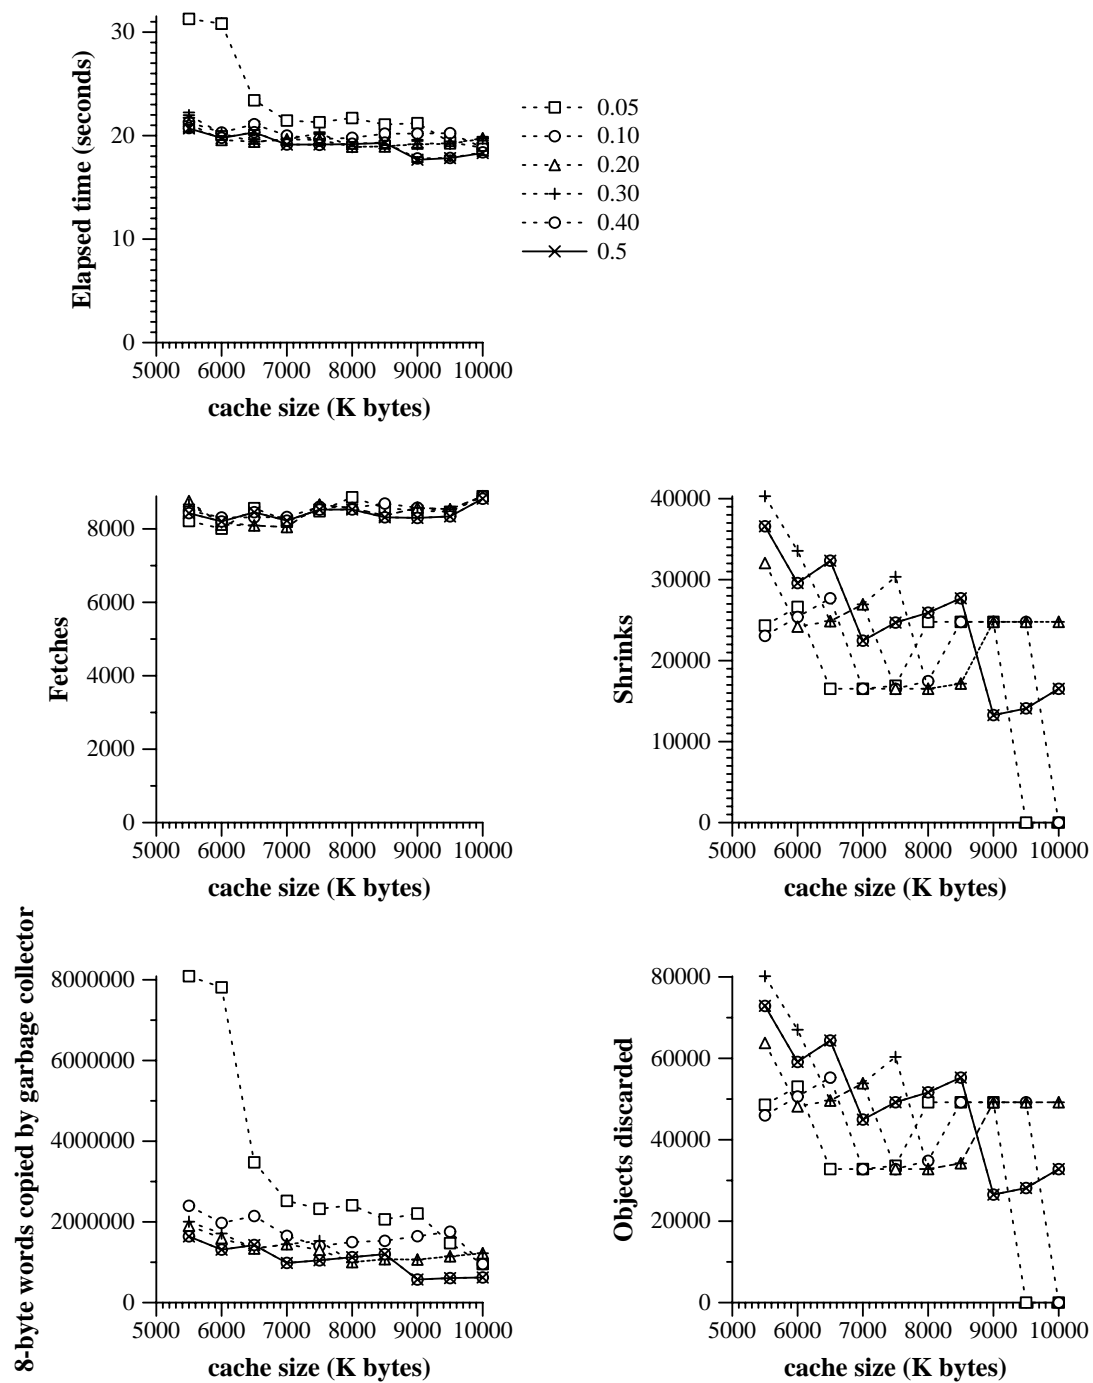 30
20
10
0
5000 6000 7000 8000 9000 10000
cache size (K bytes)
Elapsed time (seconds)
0.05
0.10
0.20
0.30
0.40
0.5
8000
6000
4000
2000
0
5000 6000 7000 8000 9000 10000
cache size (K bytes)
Fetches
40000
30000
20000
10000
0
5000 6000 7000 8000 9000 10000
cache size (K bytes)
Shrinks
8000000
6000000
4000000
2000000
0
5000 6000 7000 8000 9000 10000
cache size (K bytes)
8-byte words copied by garbage collector
80000
60000
40000
20000
0
5000 6000 7000 8000 9000 10000
cache size (K bytes)
Objects discarded